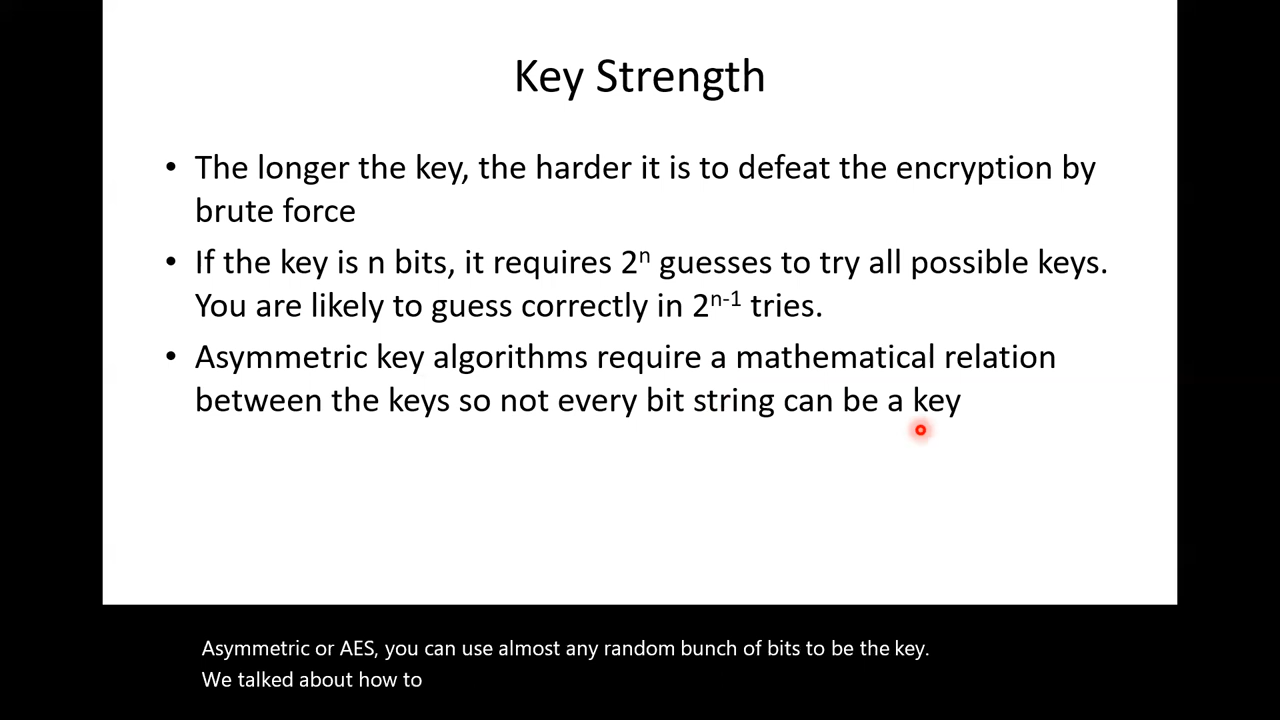 Key Strength
• The longer the key, the harder it is to defeat the encryption by
brute force
• If the key is n bits, it requires 2ⁿ guesses to try all possible keys.
You are likely to guess correctly in 2ⁿ⁻¹ tries.
• Asymmetric key algorithms require a mathematical relation
between the keys so not every bit string can be a key
Asymmetric or AES, you can use almost any random bunch of bits to be the key.
We talked about how to